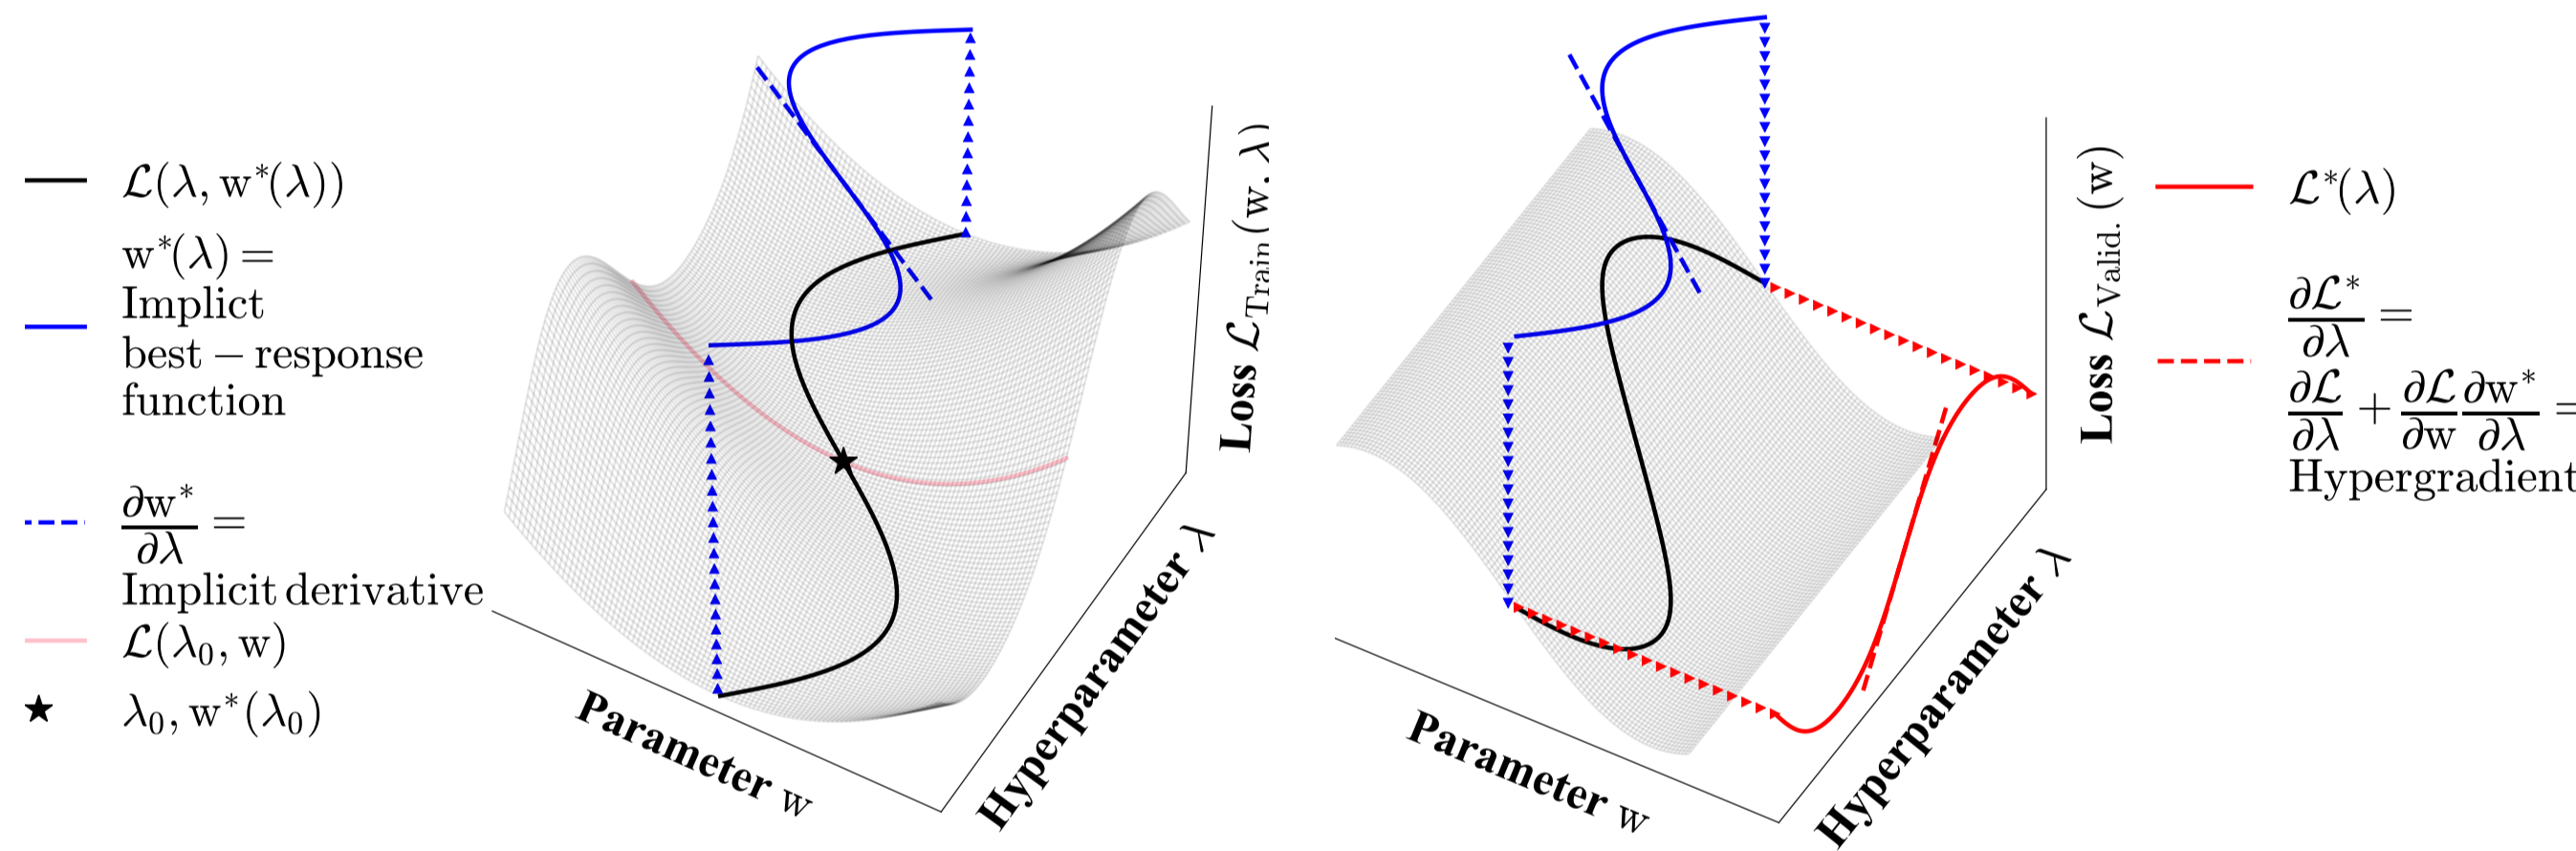 ℒ(λ, w*(λ))
w*(λ) =
Implict
best − response
function
∂w*/∂λ =
Implicit derivative
ℒ(λ₀, w)
λ₀, w*(λ₀)
Parameter w
Hyperparameter λ
Loss ℒ_Train(w, λ)
Parameter w
Hyperparameter λ
Loss ℒ_Valid. (w)
ℒ*(λ)
∂ℒ*/∂λ =
∂ℒ/∂λ + ∂ℒ/∂w ∂w*/∂λ =
Hypergradient